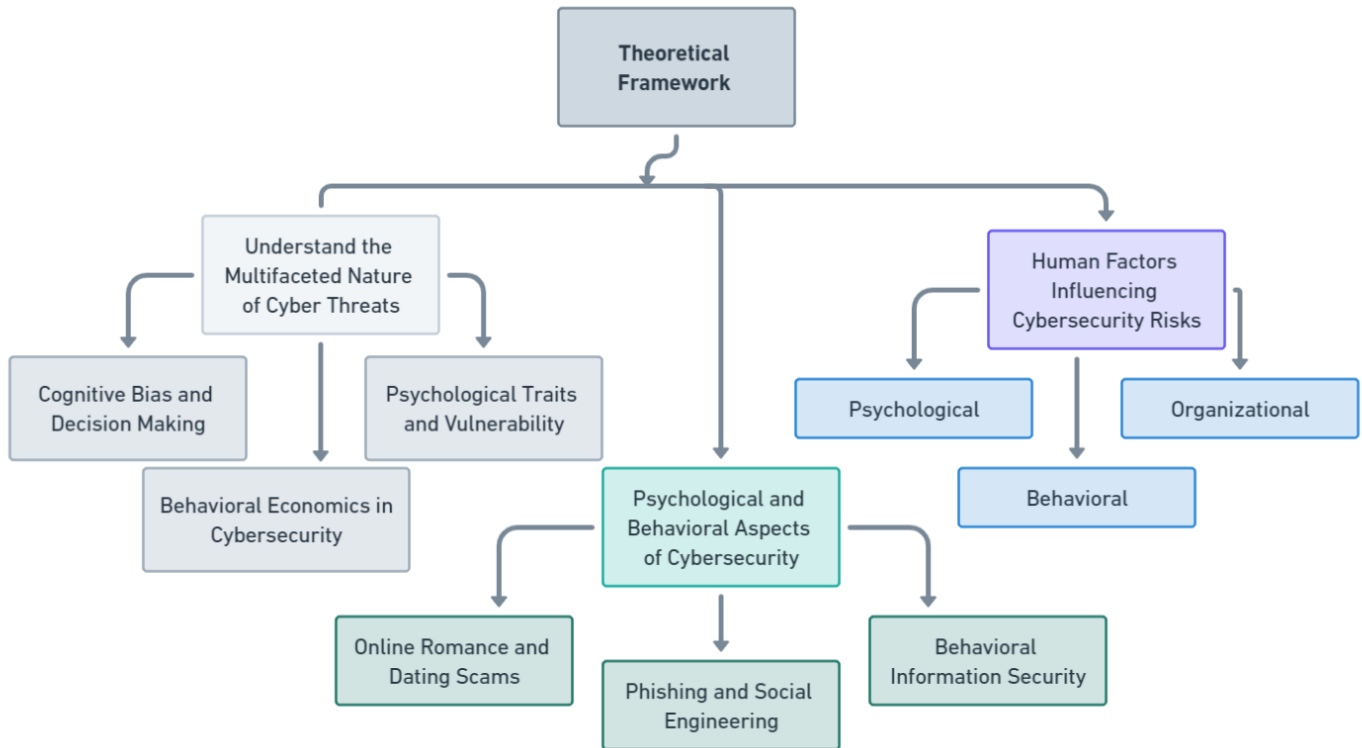 Theoretical
Framework
Understand the
Multifaceted Nature
of Cyber Threats
Human Factors
Influencing
Cybersecurity Risks
Cognitive Bias and
Decision Making
Psychological Traits
and Vulnerability
Psychological
Organizational
Behavioral Economics in
Cybersecurity
Psychological and
Behavioral Aspects
of Cybersecurity
Behavioral
Online Romance and
Dating Scams
Phishing and Social
Engineering
Behavioral
Information Security